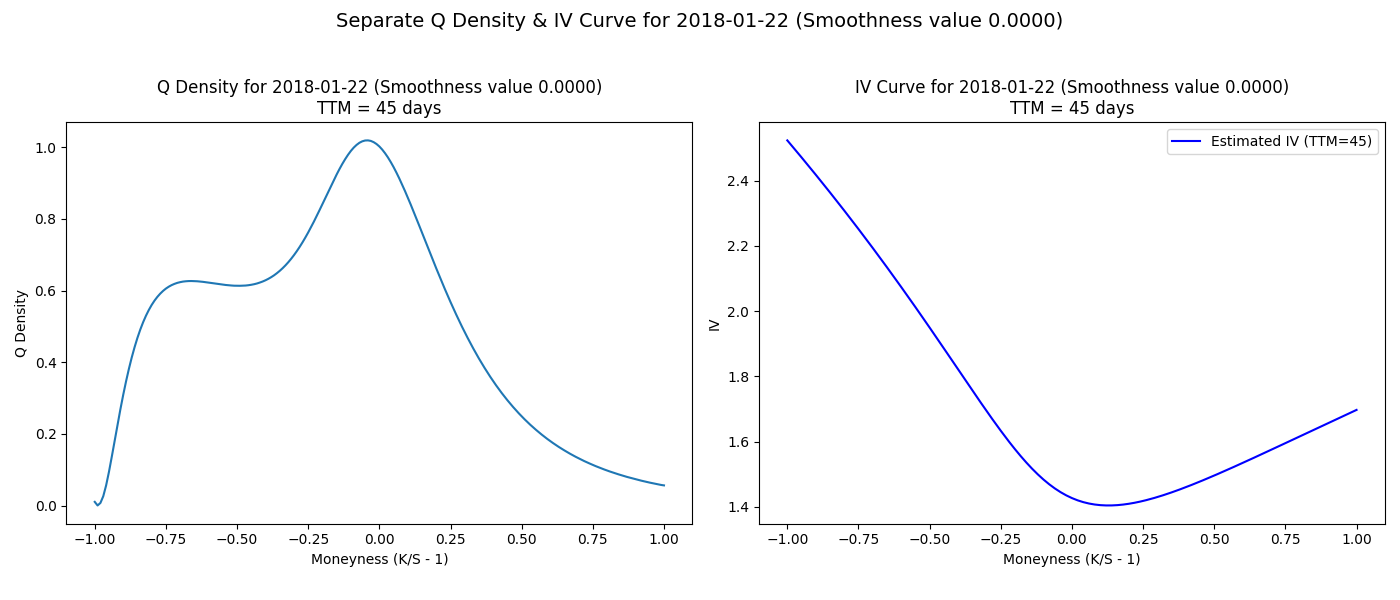 Separate Q Density & IV Curve for 2018-01-22 (Smoothness value 0.0000)
Q Density for 2018-01-22 (Smoothness value 0.0000)
TTM = 45 days
Q Density
1.0
0.8
0.6
0.4
0.2
0.0
−1.00 −0.75 −0.50 −0.25 0.00 0.25 0.50 0.75 1.00
Moneyness (K/S - 1)
IV Curve for 2018-01-22 (Smoothness value 0.0000)
TTM = 45 days
Estimated IV (TTM=45)
IV
2.4
2.2
2.0
1.8
1.6
1.4
−1.00 −0.75 −0.50 −0.25 0.00 0.25 0.50 0.75 1.00
Moneyness (K/S - 1)